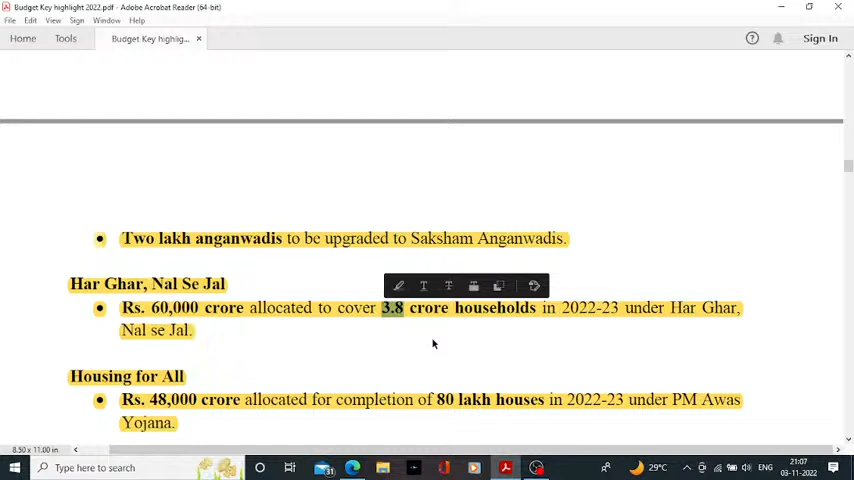 Budget Key highlight 2022.pdf - Adobe Acrobat Reader (64-bit)
File Edit View Sign Window Help
Home Tools Budget Key highlig... × Sign In
• Two lakh anganwadis to be upgraded to Saksham Anganwadis.
Har Ghar, Nal Se Jal
• Rs. 60,000 crore allocated to cover 3.8 crore households in 2022-23 under Har Ghar,
Nal se Jal.
Housing for All
• Rs. 48,000 crore allocated for completion of 80 lakh houses in 2022-23 under PM Awas
Yojana.
8.50 x 11.00 in
Type here to search 31 29°C ENG 21:07
03-11-2022